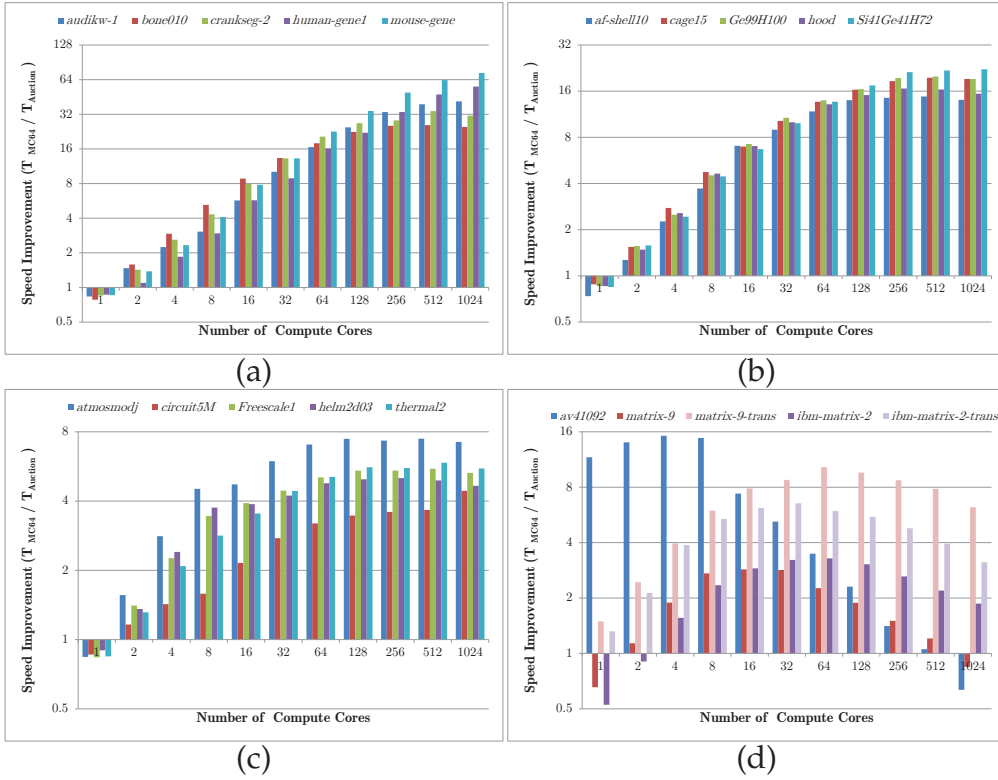 audikw-1 bone010 crankseg-2 human-gene1 mouse-gene
Speed Improvement (T MC64 / T Auction)
128
64
32
16
8
4
2
1
0.5
1 2 4 8 16 32 64 128 256 512 1024
Number of Compute Cores
(a)
af-shell10 cage15 Ge99H100 hood Si41Ge41H72
Speed Improvement (T MC64 / T Auction)
32
16
8
4
2
1
0.5
1 2 4 8 16 32 64 128 256 512 1024
Number of Compute Cores
(b)
atmosmodj circuit5M Freescale1 helm2d03 thermal2
Speed Improvement (T MC64 / T Auction)
8
4
2
1
0.5
1 2 4 8 16 32 64 128 256 512 1024
Number of Compute Cores
(c)
av41092 matrix-9 matrix-9-trans ibm-matrix-2 ibm-matrix-2-trans
Speed Improvement (T MC64 / T Auction)
16
8
4
2
1
0.5
1 2 4 8 16 32 64 128 256 512 1024
Number of Compute Cores
(d)